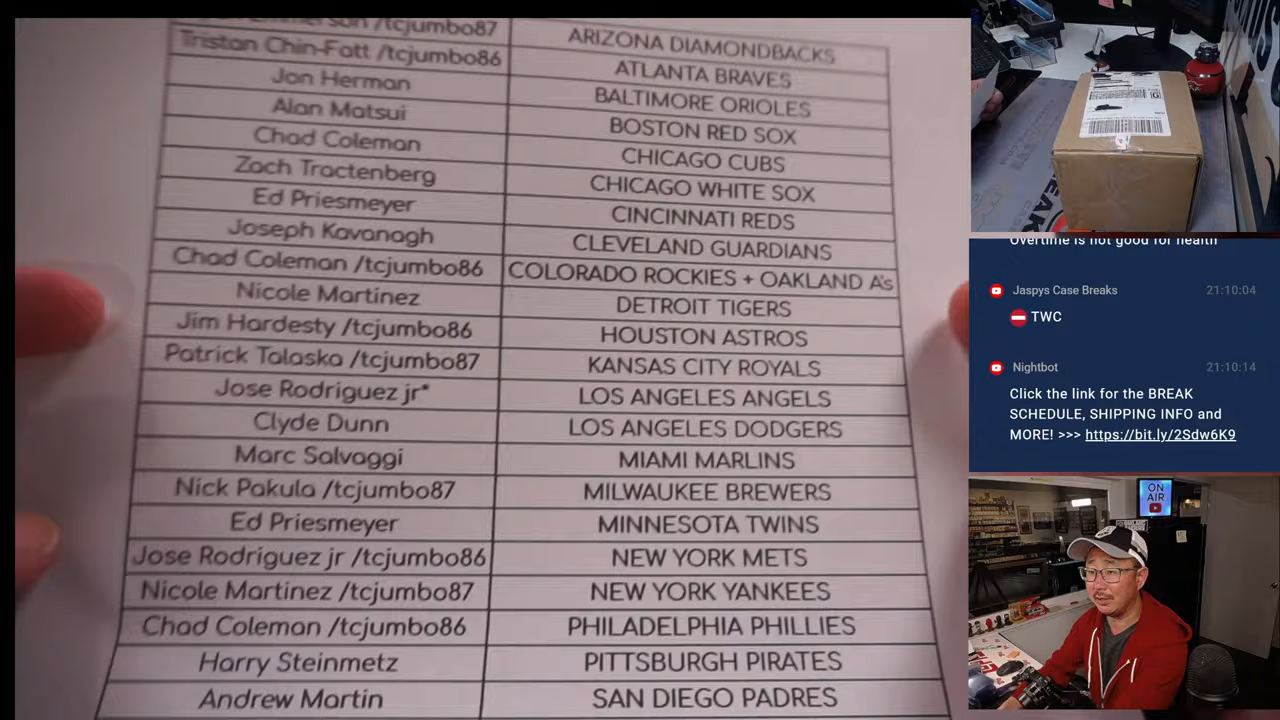 /tcjumbo87 ARIZONA DIAMONDBACKS
Tristan Chin-Fatt /tcjumbo86 ATLANTA BRAVES
Jon Herman BALTIMORE ORIOLES
Alan Matsui BOSTON RED SOX
Chad Coleman CHICAGO CUBS
Zach Tractenberg CHICAGO WHITE SOX
Ed Priesmeyer CINCINNATI REDS
Joseph Kavanagh CLEVELAND GUARDIANS
Chad Coleman /tcjumbo86 COLORADO ROCKIES + OAKLAND A's
Nicole Martinez DETROIT TIGERS
Jim Hardesty /tcjumbo86 HOUSTON ASTROS
Patrick Talaska /tcjumbo87 KANSAS CITY ROYALS
Jose Rodriguez jr* LOS ANGELES ANGELS
Clyde Dunn LOS ANGELES DODGERS
Marc Salvaggi MIAMI MARLINS
Nick Pakula /tcjumbo87 MILWAUKEE BREWERS
Ed Priesmeyer MINNESOTA TWINS
Jose Rodriguez jr /tcjumbo86 NEW YORK METS
Nicole Martinez /tcjumbo87 NEW YORK YANKEES
Chad Coleman /tcjumbo86 PHILADELPHIA PHILLIES
Harry Steinmetz PITTSBURGH PIRATES
Andrew Martin SAN DIEGO PADRES
Overtime is not good for health
Jaspys Case Breaks 21:10:04
TWC
Nightbot 21:10:14
Click the link for the BREAK
SCHEDULE, SHIPPING INFO and
MORE! >>> https://bit.ly/2Sdw6K9
ON
AIR